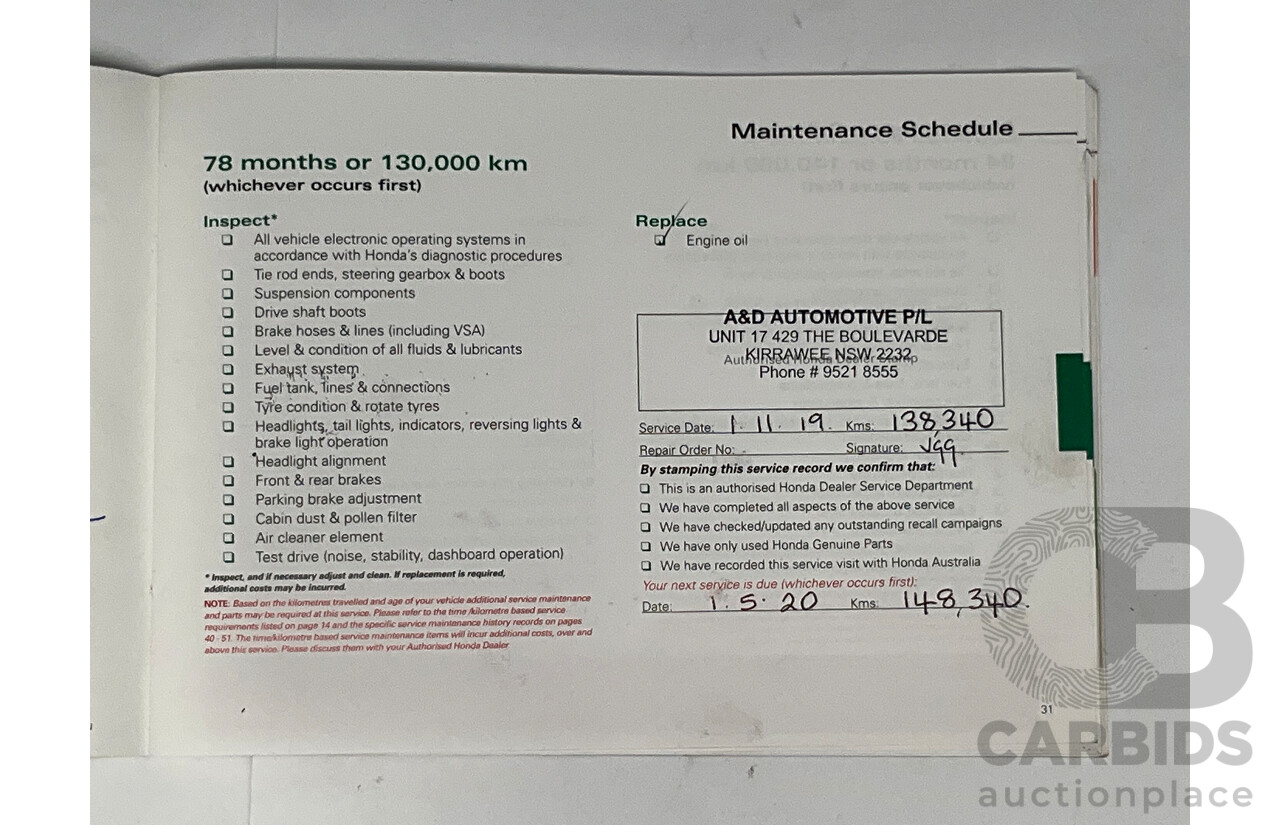 Maintenance Schedule
78 months or 130,000 km
(whichever occurs first)
Inspect*
All vehicle electronic operating systems in
accordance with Honda's diagnostic procedures
Tie rod ends, steering gearbox & boots
Suspension components
Drive shaft boots
Brake hoses & lines (including VSA)
Level & condition of all fluids & lubricants
Exhaust system
Fuel tank, lines & connections
Tyre condition & rotate tyres
Headlights, tail lights, indicators, reversing lights &
brake light operation
Headlight alignment
Front & rear brakes
Parking brake adjustment
Cabin dust & pollen filter
Air cleaner element
Test drive (noise, stability, dashboard operation)
* Inspect, and if necessary adjust and clean. If replacement is required,
additional costs may be incurred.
NOTE: Based on the kilometres travelled and age of your vehicle additional service maintenance
and parts may be required at this service. Please refer to the time /kilometre based service
requirements listed on page 14 and the specific service maintenance history records on pages
40 - 51. The time/kilometre based service maintenance items will incur additional costs, over and
above this service. Please discuss them with your Authorised Honda Dealer.
Replace
Engine oil
A&D AUTOMOTIVE P/L
UNIT 17 429 THE BOULEVARDE
KIRRAWEE NSW 2232
Authorised Honda Dealer Stamp
Phone # 9521 8555
Service Date: 1.11.19. Kms: 138,340
Repair Order No: Signature:
By stamping this service record we confirm that:
This is an authorised Honda Dealer Service Department
We have completed all aspects of the above service
We have checked/updated any outstanding recall campaigns
We have only used Honda Genuine Parts
We have recorded this service visit with Honda Australia
Your next service is due (whichever occurs first):
Date: 1.5.20 Kms: 148,340.
31
CB
CARBIDS
auctionplace